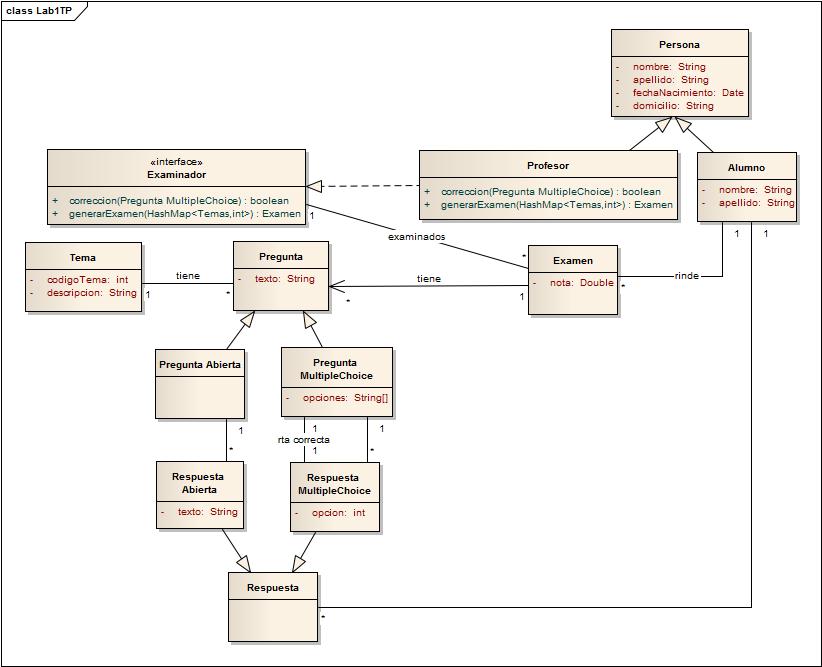 class Lab1TP
Persona
- nombre: String
- apellido: String
- fechaNacimiento: Date
- domicilio: String
«interface»
Examinador
+ correccion(Pregunta MultipleChoice) : boolean
+ generarExamen(HashMap<Temas,int>) : Examen
Profesor
+ correccion(Pregunta MultipleChoice) : boolean
+ generarExamen(HashMap<Temas,int>) : Examen
Alumno
- nombre: String
- apellido: String
1
examinados
*
1
1
Tema
- codigoTema: int
- descripcion: String
1
tiene
*
Pregunta
- texto: String
*
tiene
1
Examen
- nota: Double
*
rinde
Pregunta Abierta
Pregunta
MultipleChoice
- opciones: String[]
1
*
1
rta correcta
1
1
*
Respuesta
Abierta
- texto: String
Respuesta
MultipleChoice
- opcion: int
Respuesta
*